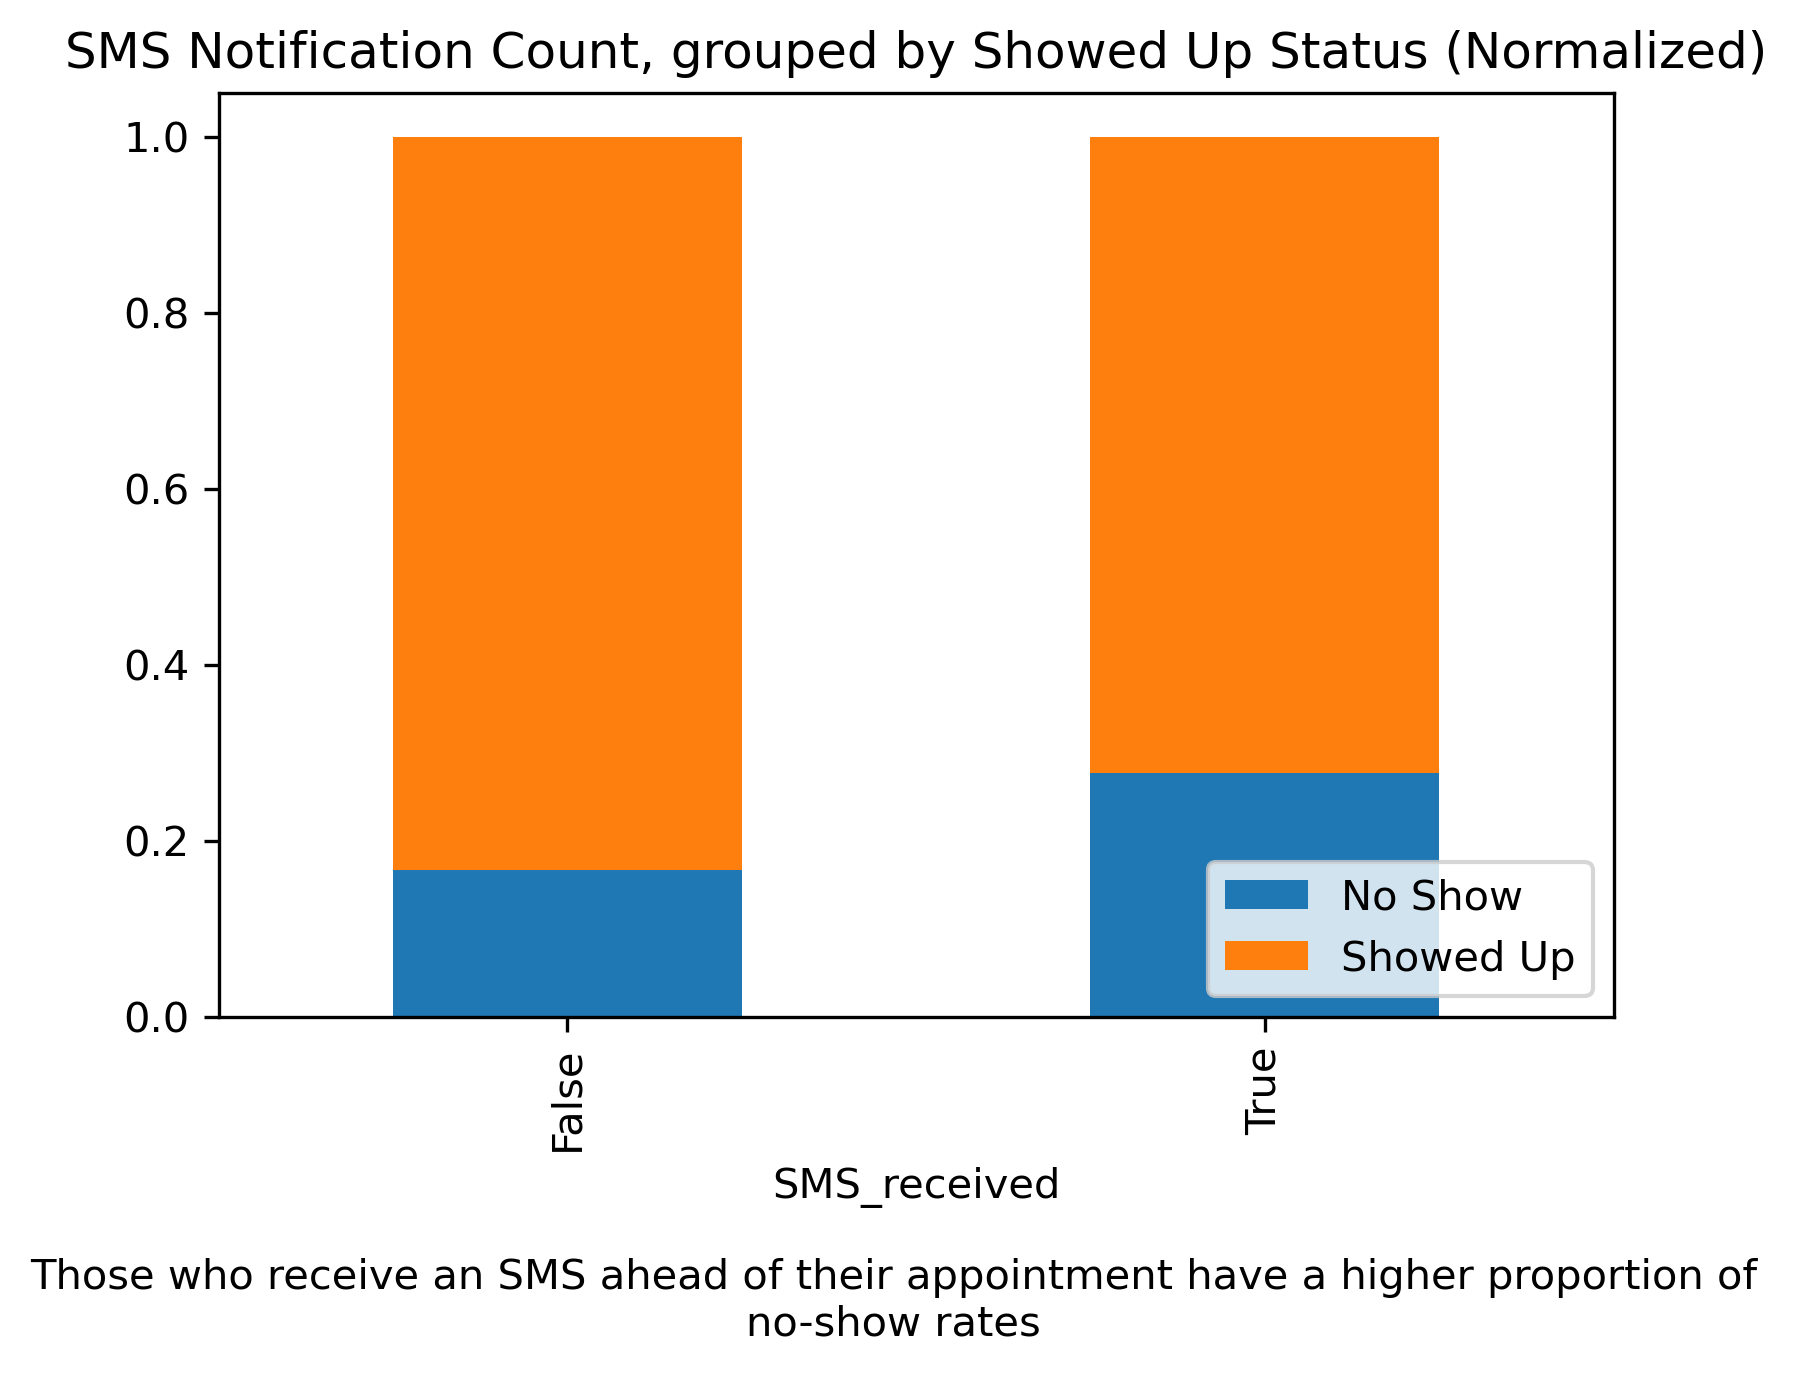 SMS Notification Count, grouped by Showed Up Status (Normalized)
1.0
0.8
0.6
0.4
0.2
0.0
No Show
Showed Up
False
True
SMS_received
Those who receive an SMS ahead of their appointment have a higher proportion of
no-show rates